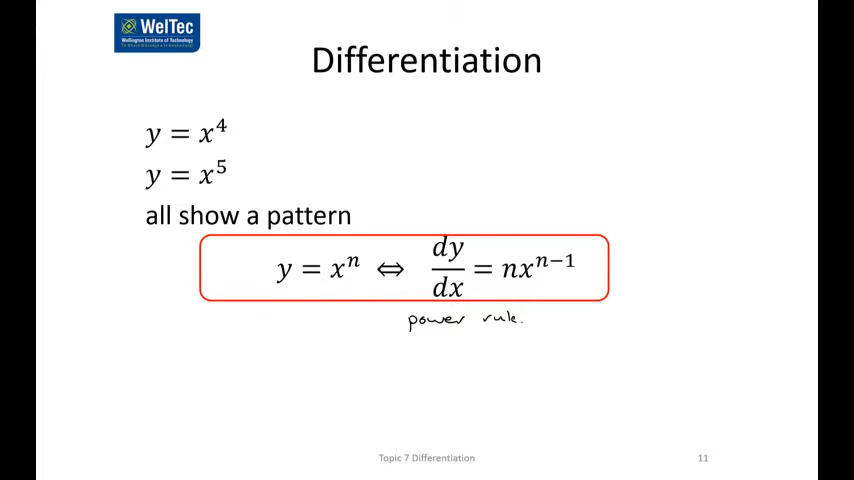 WelTec
Wellington Institute of Technology
Differentiation
y = x⁴
y = x⁵
all show a pattern
y = xⁿ ⇔ dy/dx = nxⁿ⁻¹
power rule.
Topic 7 Differentiation
11